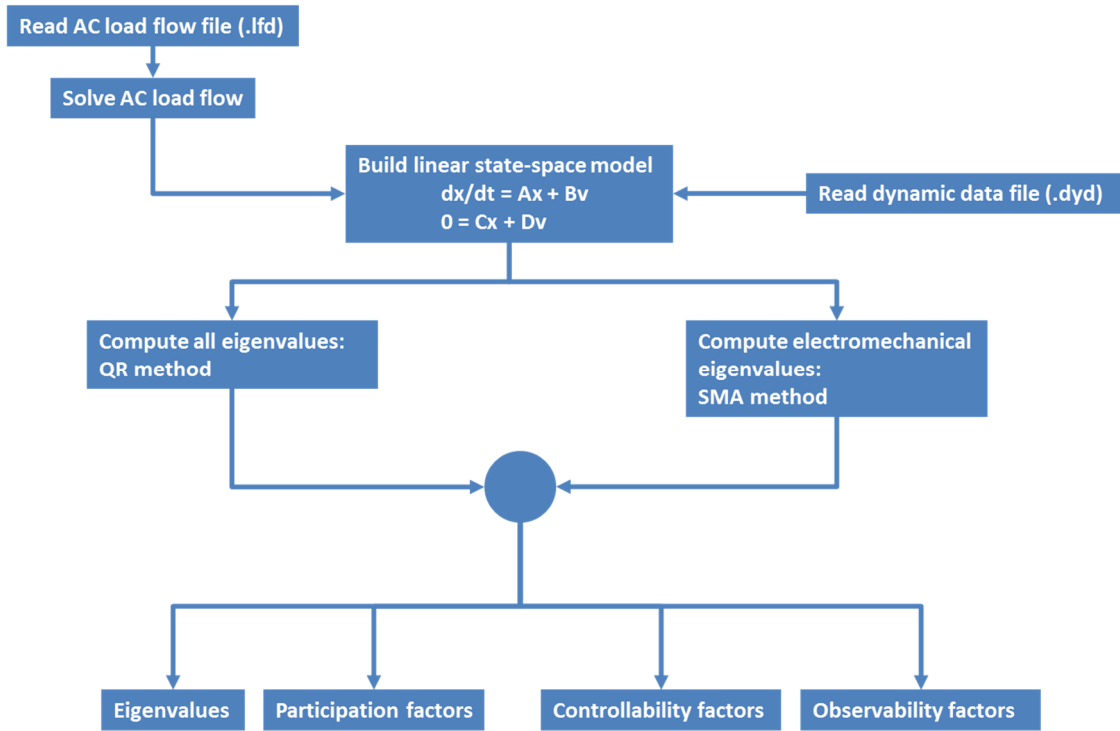 Read AC load flow file (.lfd)
Solve AC load flow
Build linear state-space model
dx/dt = Ax + Bv
0 = Cx + Dv
Read dynamic data file (.dyd)
Compute all eigenvalues:
QR method
Compute electromechanical
eigenvalues:
SMA method
Eigenvalues
Participation factors
Controllability factors
Observability factors